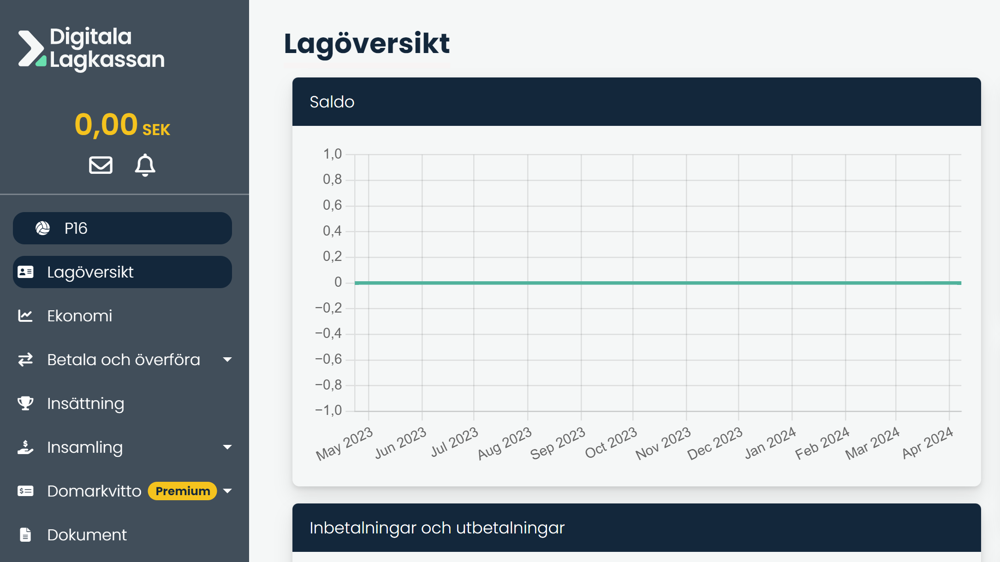 Digitala
Lagkassan
0,00 SEK
P16
Lagöversikt
Ekonomi
Betala och överföra
Insättning
Insamling
Domarkvitto Premium
Dokument
Lagöversikt
Saldo
1,0
0,8
0,6
0,4
0,2
0
−0,2
−0,4
−0,6
−0,8
−1,0
May 2023
Jun 2023
Jul 2023
Aug 2023
Sep 2023
Oct 2023
Nov 2023
Dec 2023
Jan 2024
Feb 2024
Mar 2024
Apr 2024
Inbetalningar och utbetalningar